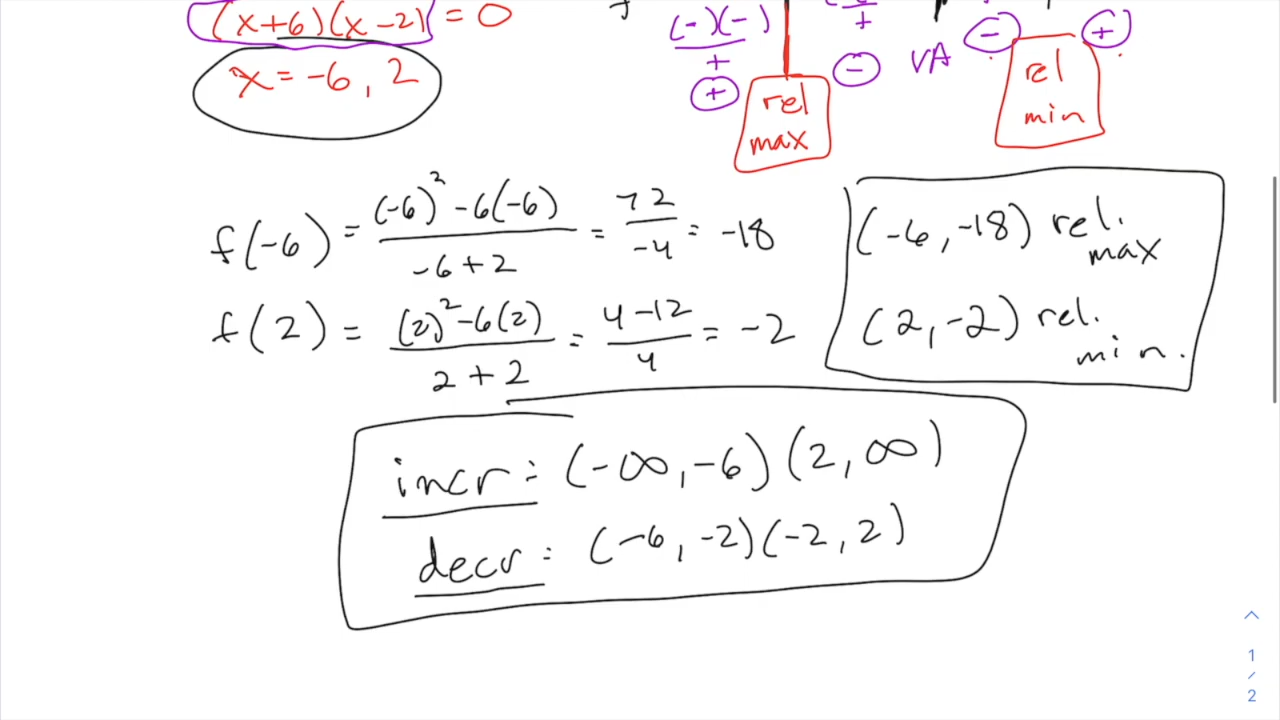 (x+6)(x-2) = 0
x = -6, 2
(-)(-)
+
+
rel
max
+
-
VA
-
+
rel
min
f(-6) = (-6)² -6(-6) / -6+2 = 72 / -4 = -18
f(2) = (2)² -6(2) / 2+2 = 4-12 / 4 = -2
(-6, -18) rel.
max
(2, -2) rel.
min.
incr: (-∞, -6) (2, ∞)
decr: (-6, -2)(-2, 2)
1
/
2